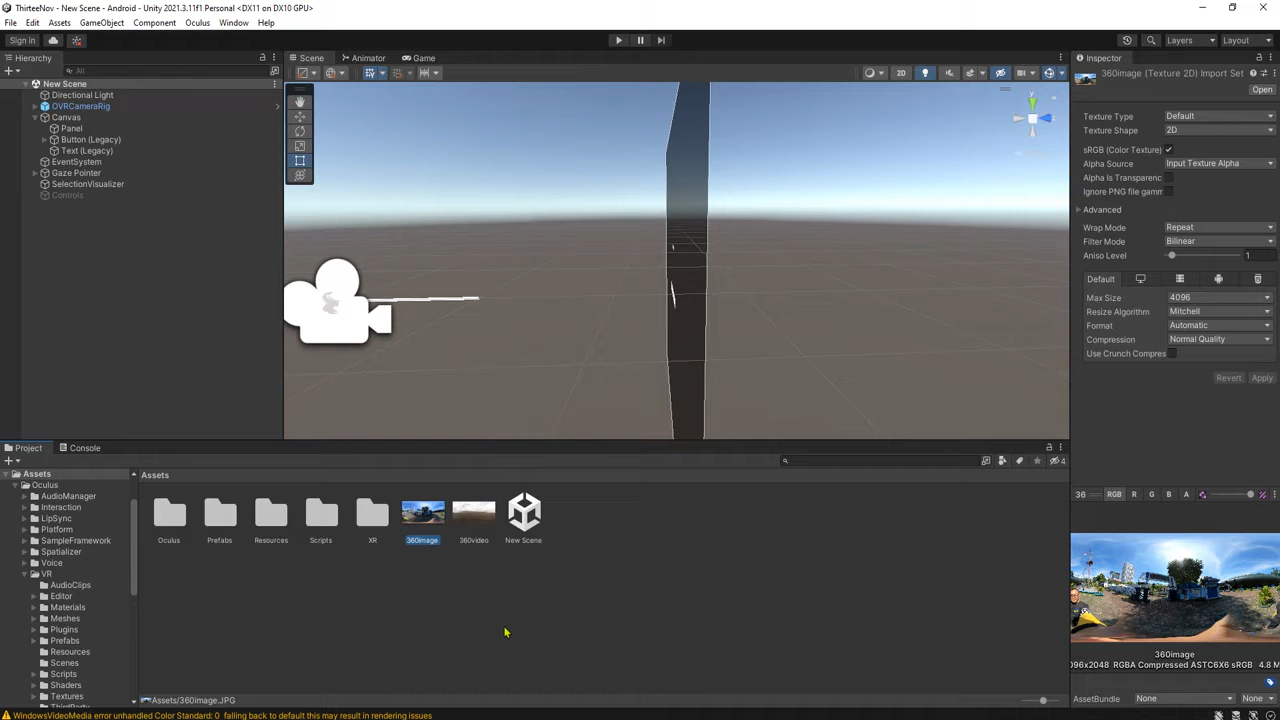 ThirteeNov - New Scene - Android - Unity 2021.3.11f1 Personal <DX11 on DX10 GPU>
File Edit Assets GameObject Component Oculus Window Help
Sign in
Layers
Layout
Hierarchy
All
New Scene
Directional Light
OVRCameraRig
Canvas
Panel
Button (Legacy)
Text (Legacy)
EventSystem
Gaze Pointer
SelectionVisualizer
Controls
Scene Animator Game
2D
y
Inspector
360image (Texture 2D) Import Set
Open
Texture Type Default
Texture Shape 2D
sRGB (Color Texture)
Alpha Source Input Texture Alpha
Alpha Is Transparenc
Ignore PNG file gamm
Advanced
Wrap Mode Repeat
Filter Mode Bilinear
Aniso Level 1
Default
Max Size 4096
Resize Algorithm Mitchell
Format Automatic
Compression Normal Quality
Use Crunch Compres
Revert Apply
36 RGB R G B A
360image
096x2048 RGBA Compressed ASTC6X6 sRGB 4.8 M
AssetBundle None None
Project Console
4
Assets
Oculus
AudioManager
Interaction
LipSync
Platform
SampleFramework
Spatializer
Voice
VR
AudioClips
Editor
Materials
Meshes
Plugins
Prefabs
Resources
Scenes
Scripts
Shaders
Textures
ThirdParty
Assets
Oculus Prefabs Resources Scripts XR 360image 360video New Scene
Assets/360image.JPG
WindowsVideoMedia error unhandled Color Standard: 0 falling back to default this may result in rendering issues